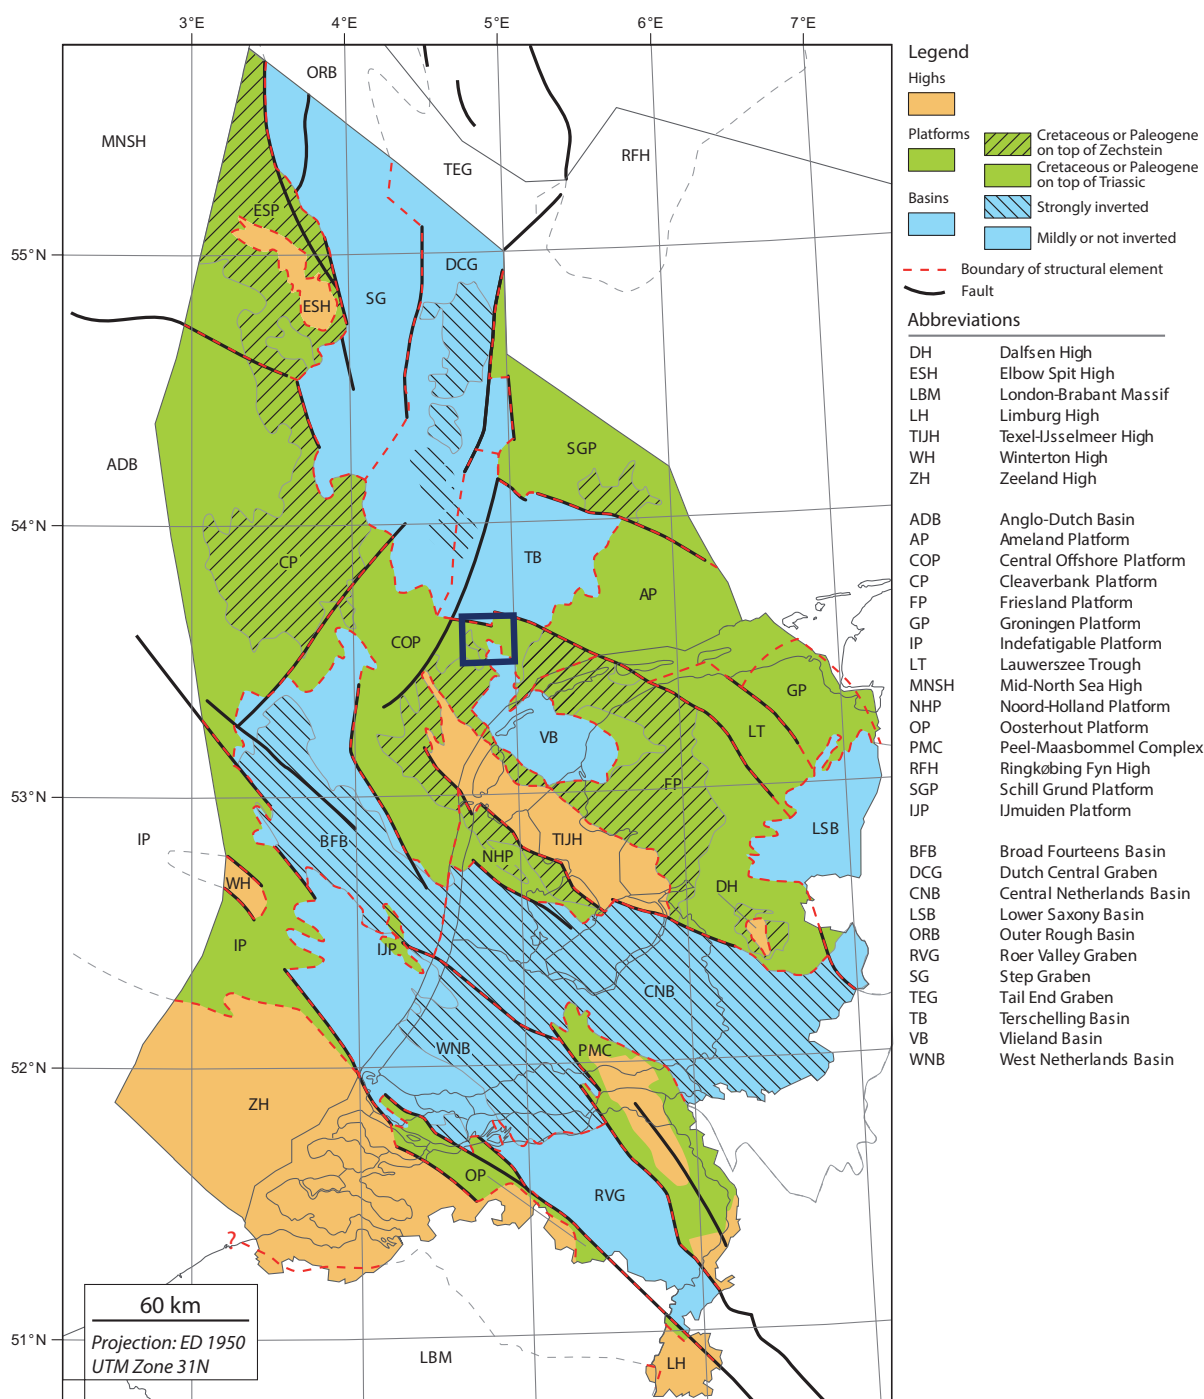 3°E
4°E
5°E
6°E
7°E
55°N
54°N
53°N
52°N
51°N
ORB
MNSH
TEG
RFH
ESP
DCG
ESH
SG
SGP
ADB
CP
TB
AP
COP
GP
VB
LT
FP
IP
BFB
TIJH
LSB
NHP
WH
DH
IP
IJP
CNB
WNB
PMC
ZH
OP
RVG
?
LBM
LH
60 km
Projection: ED 1950
UTM Zone 31N
Legend
Highs
Platforms
Cretaceous or Paleogene
on top of Zechstein
Cretaceous or Paleogene
on top of Triassic
Basins
Strongly inverted
Mildly or not inverted
Boundary of structural element
Fault
Abbreviations
DH Dalfsen High
ESH Elbow Spit High
LBM London-Brabant Massif
LH Limburg High
TIJH Texel-IJsselmeer High
WH Winterton High
ZH Zeeland High
ADB Anglo-Dutch Basin
AP Ameland Platform
COP Central Offshore Platform
CP Cleaverbank Platform
FP Friesland Platform
GP Groningen Platform
IP Indefatigable Platform
LT Lauwerszee Trough
MNSH Mid-North Sea High
NHP Noord-Holland Platform
OP Oosterhout Platform
PMC Peel-Maasbommel Complex
RFH Ringkøbing Fyn High
SGP Schill Grund Platform
IJP IJmuiden Platform
BFB Broad Fourteens Basin
DCG Dutch Central Graben
CNB Central Netherlands Basin
LSB Lower Saxony Basin
ORB Outer Rough Basin
RVG Roer Valley Graben
SG Step Graben
TEG Tail End Graben
TB Terschelling Basin
VB Vlieland Basin
WNB West Netherlands Basin